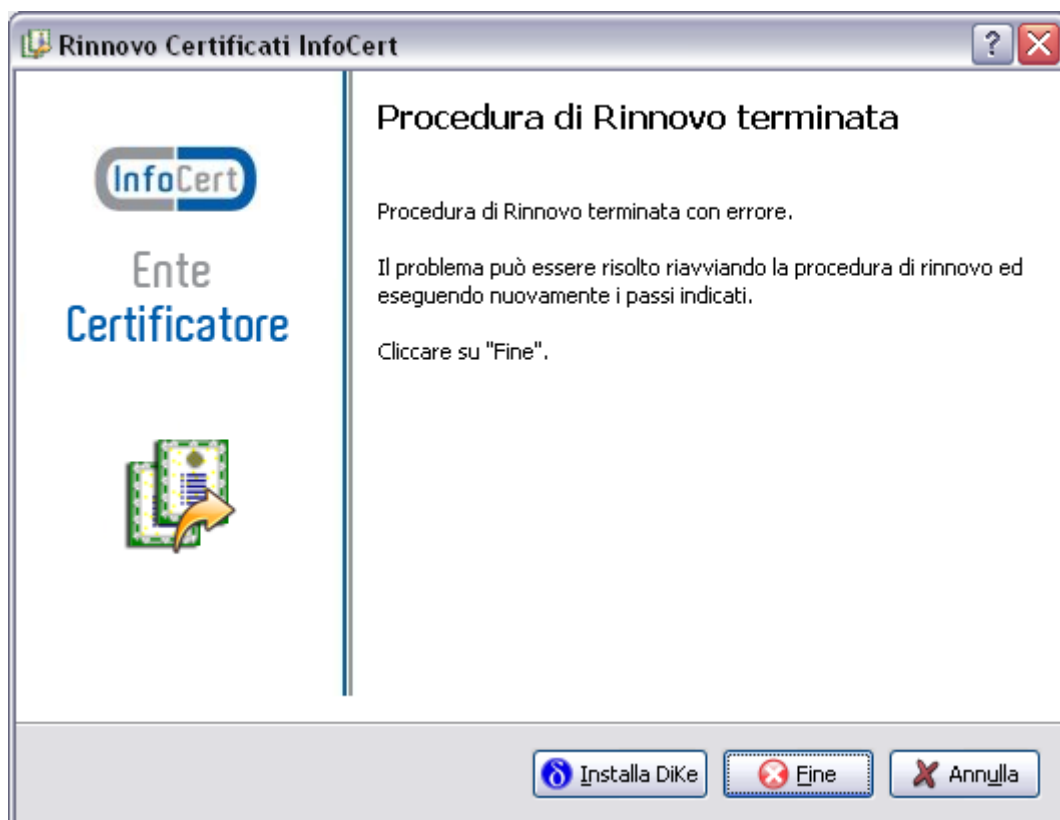 Rinnovo Certificati InfoCert
InfoCert
Ente
Certificatore
Procedura di Rinnovo terminata
Procedura di Rinnovo terminata con errore.
Il problema può essere risolto riavviando la procedura di rinnovo ed
eseguendo nuovamente i passi indicati.
Cliccare su "Fine".
Installa DiKe
Fine
Annulla